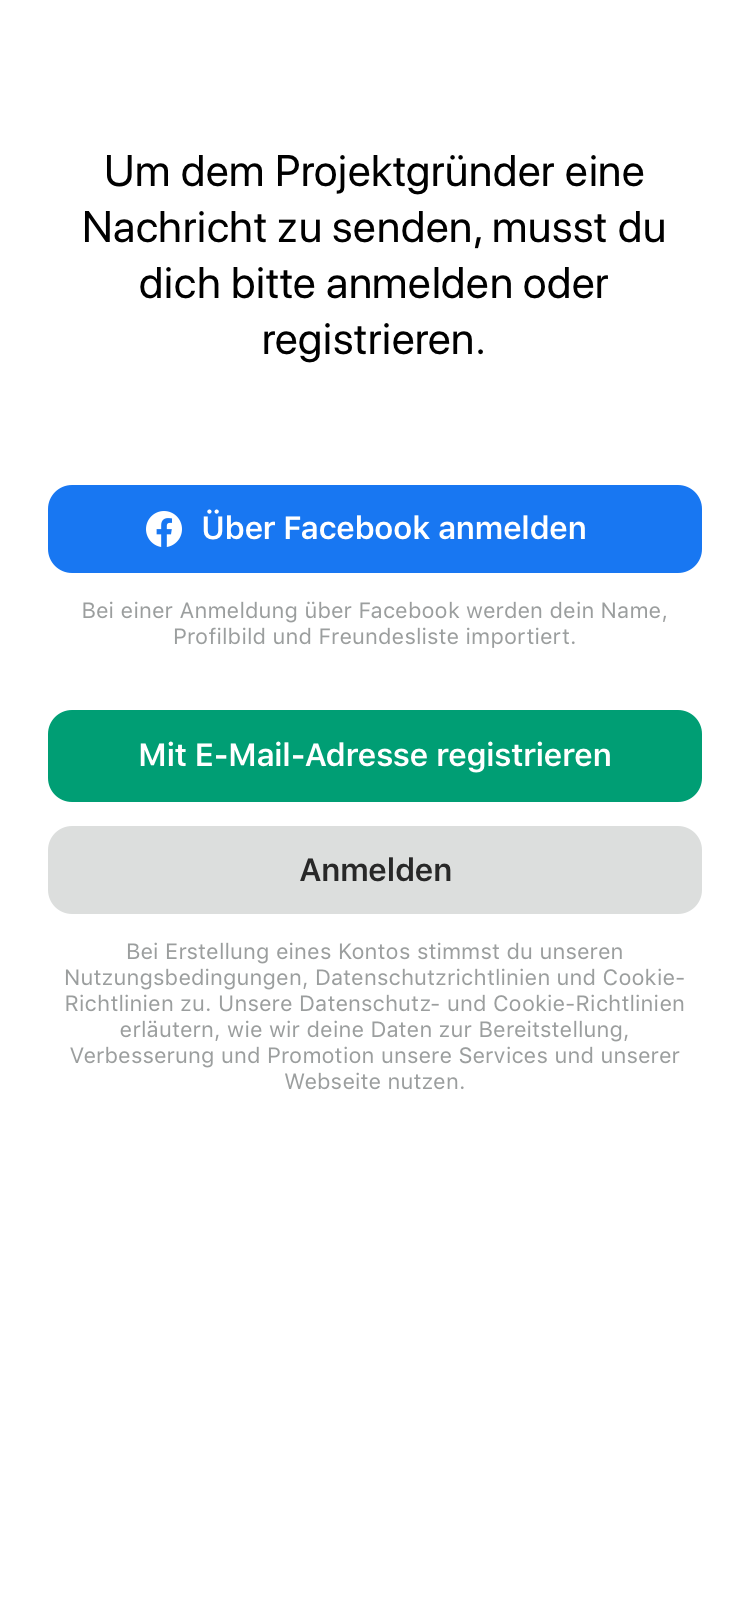 Um dem Projektgründer eine
Nachricht zu senden, musst du
dich bitte anmelden oder
registrieren.
Über Facebook anmelden
Bei einer Anmeldung über Facebook werden dein Name,
Profilbild und Freundesliste importiert.
Mit E-Mail-Adresse registrieren
Anmelden
Bei Erstellung eines Kontos stimmst du unseren
Nutzungsbedingungen, Datenschutzrichtlinien und Cookie-
Richtlinien zu. Unsere Datenschutz- und Cookie-Richtlinien
erläutern, wie wir deine Daten zur Bereitstellung,
Verbesserung und Promotion unsere Services und unserer
Webseite nutzen.